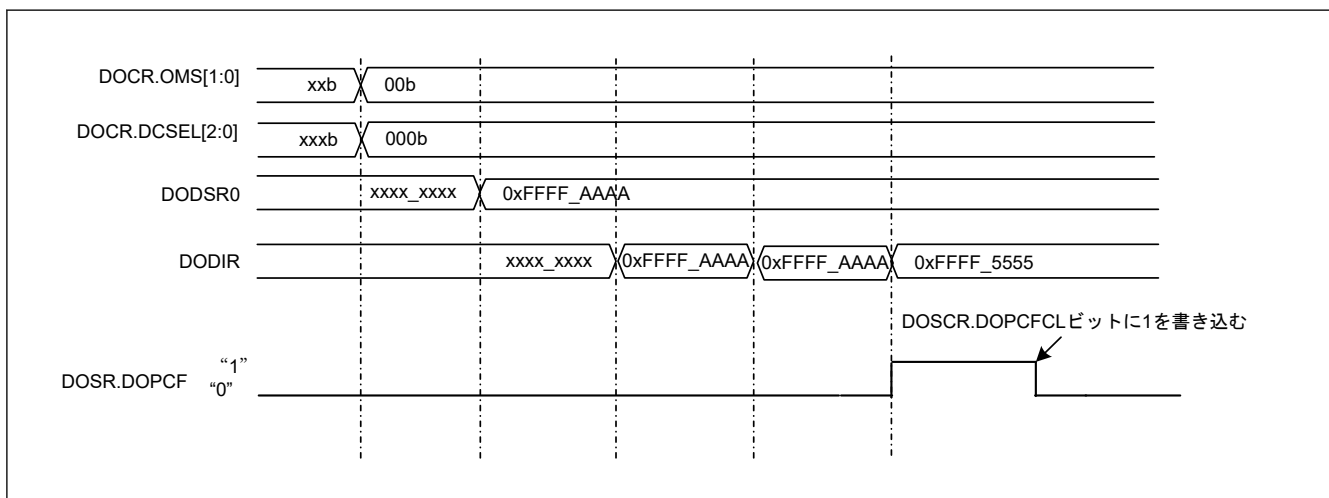 DOCR.OMS[1:0] xxb 00b
DOCR.DCSEL[2:0] xxxb 000b
DODSR0 xxxx_xxxx 0xFFFF_AAAA
DODIR xxxx_xxxx 0xFFFF_AAAA 0xFFFF_AAAA 0xFFFF_5555
DOSCR.DOPCFCLビットに1を書き込む
“1”
DOSR.DOPCF “0”